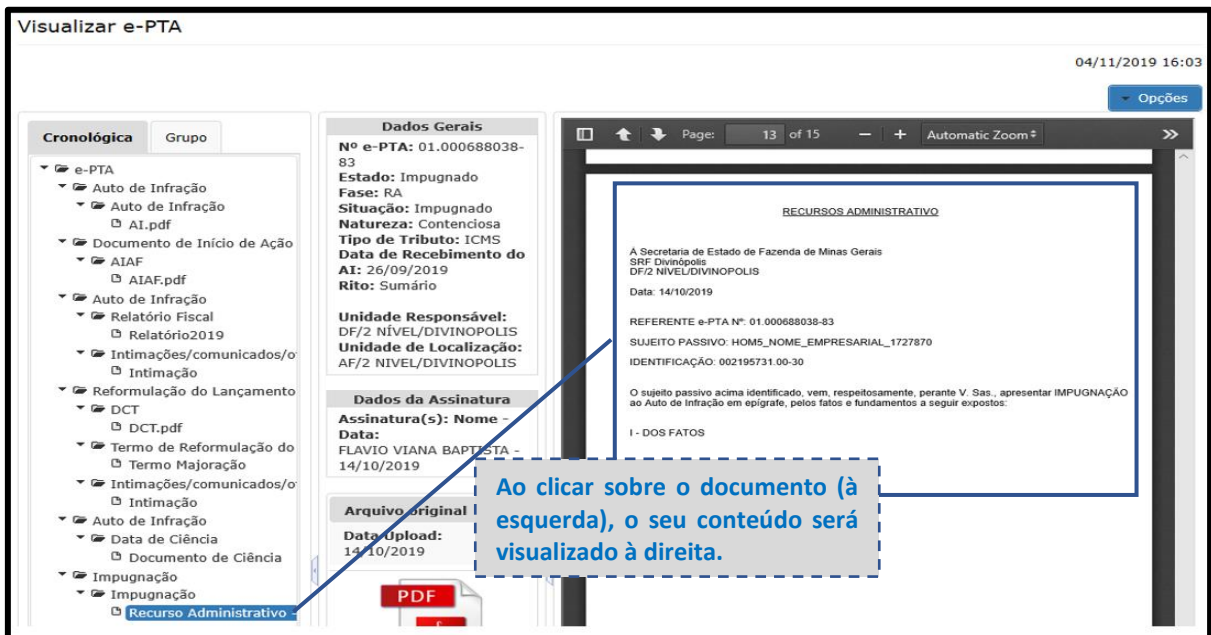 Visualizar e-PTA
04/11/2019 16:03
Opções
Cronológica
Grupo
e-PTA
Auto de Infração
Auto de Infração
AI.pdf
Documento de Início de Ação
AIAF
AIAF.pdf
Auto de Infração
Relatório Fiscal
Relatório2019
Intimações/comunicados/o
Intimação
Reformulação do Lançamento
DCT
DCT.pdf
Termo de Reformulação do
Termo Majoração
Intimações/comunicados/o
Intimação
Auto de Infração
Data de Ciência
Documento de Ciência
Impugnação
Impugnação
Recurso Administrativo -
Dados Gerais
Nº e-PTA: 01.000688038-
83
Estado: Impugnado
Fase: RA
Situação: Impugnado
Natureza: Contenciosa
Tipo de Tributo: ICMS
Data de Recebimento do
AI: 26/09/2019
Rito: Sumário
Unidade Responsável:
DF/2 NÍVEL/DIVINOPOLIS
Unidade de Localização:
AF/2 NIVEL/DIVINOPOLIS
Dados da Assinatura
Assinatura(s): Nome -
Data:
FLAVIO VIANA BAPTISTA -
14/10/2019
Arquivo original
Data Upload:
14/10/2019
PDF
Page: 13 of 15 − + Automatic Zoom
RECURSOS ADMINISTRATIVO
À Secretaria de Estado de Fazenda de Minas Gerais
SRF Divinópolis
DF/2 NÍVEL/DIVINOPOLIS
Data: 14/10/2019
REFERENTE e-PTA Nº: 01.000688038-83
SUJEITO PASSIVO: HOM5_NOME_EMPRESARIAL_1727870
IDENTIFICAÇÃO: 002195731.00-30
O sujeito passivo acima identificado, vem, respeitosamente, perante V. Sas., apresentar IMPUGNAÇÃO
ao Auto de Infração em epígrafe, pelos fatos e fundamentos a seguir expostos:
I - DOS FATOS
Ao clicar sobre o documento (à
esquerda), o seu conteúdo será
visualizado à direita.